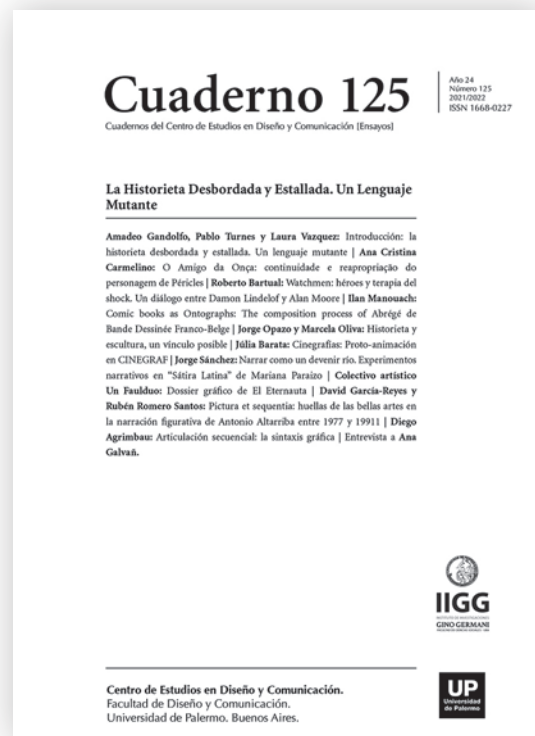 Cuaderno 125
Cuadernos del Centro de Estudios en Diseño y Comunicación [Ensayos]
Año 24
Número 125
2021/2022
ISSN 1668-0227
La Historieta Desbordada y Estallada. Un Lenguaje
Mutante
Amadeo Gandolfo, Pablo Turnes y Laura Vazquez: Introducción: la
historieta desbordada y estallada. Un lenguaje mutante | Ana Cristina
Carmelino: O Amigo da Onça: continuidade e reapropriação do
personagem de Péricles | Roberto Bartual: Watchmen: héroes y terapia del
shock. Un diálogo entre Damon Lindelof y Alan Moore | Ilan Manouach:
Comic books as Ontographs: The composition process of Abrégé de
Bande Dessinée Franco-Belge | Jorge Opazo y Marcela Oliva: Historieta y
escultura, un vínculo posible | Júlia Barata: Cinegrafías: Proto-animación
en CINEGRAF | Jorge Sánchez: Narrar como un devenir río. Experimentos
narrativos en “Sátira Latina” de Mariana Paraizo | Colectivo artístico
Un Faulduo: Dossier gráfico de El Eternauta | David García-Reyes y
Rubén Romero Santos: Pictura et sequentia: huellas de las bellas artes en
la narración figurativa de Antonio Altarriba entre 1977 y 19911 | Diego
Agrimbau: Articulación secuencial: la sintaxis gráfica | Entrevista a Ana
Galvañ.
IIGG
INSTITUTO DE INVESTIGACIONES
GINO GERMANI
Centro de Estudios en Diseño y Comunicación.
Facultad de Diseño y Comunicación.
Universidad de Palermo. Buenos Aires.
UP
Universidad
de Palermo